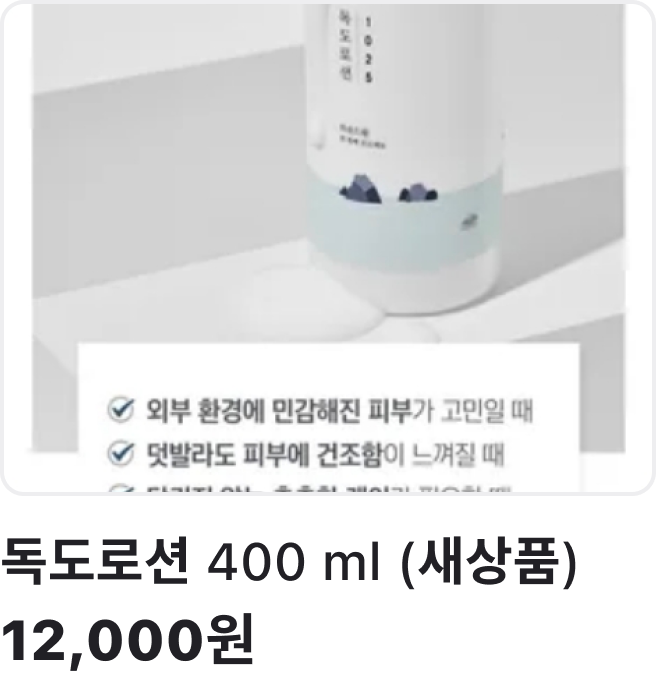 독도로션
1025
외부 환경에 민감해진 피부가 고민일 때
덧발라도 피부에 건조함이 느껴질 때
독도로션 400 ml (새상품)
12,000원